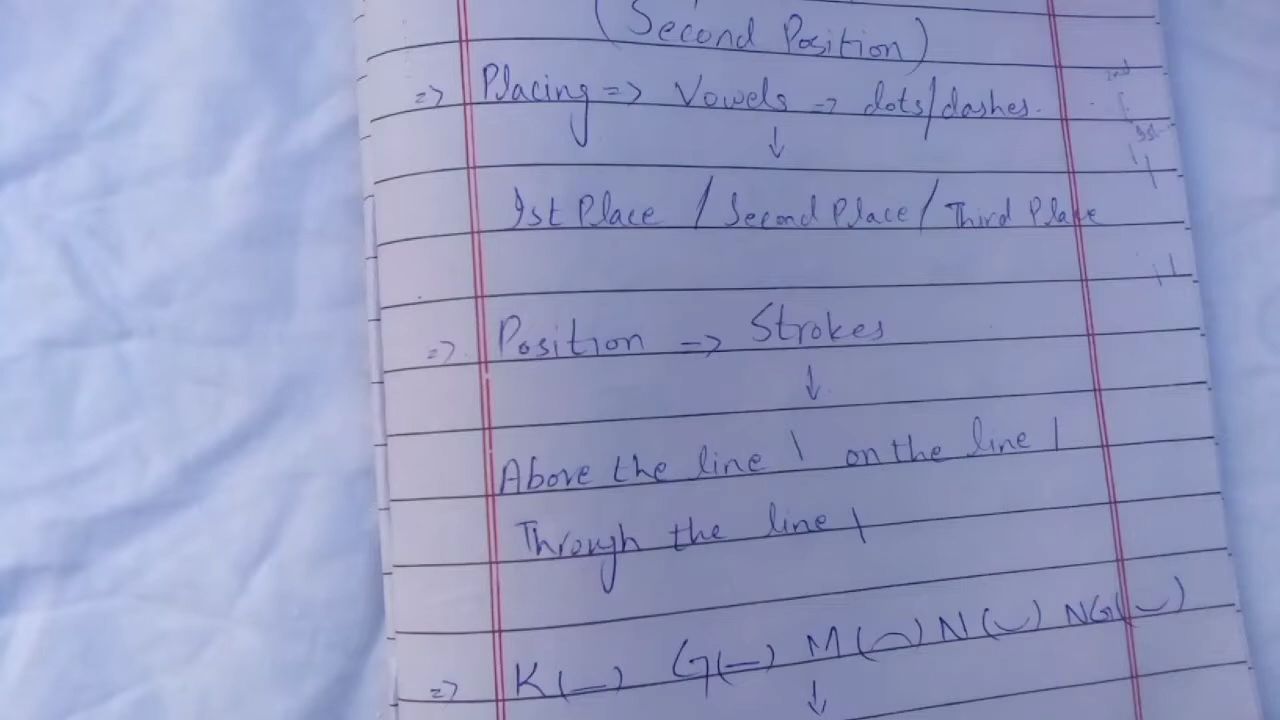 (Second Position)
=> Placing => Vowels => dots/dashes.
↓
1st Place / Second Place / Third Place
=> Position => Strokes
↓
Above the line \ on the line |
Through the line \
=> K (—) G (—) M (⌒) N (‿) NG (‿)
↓